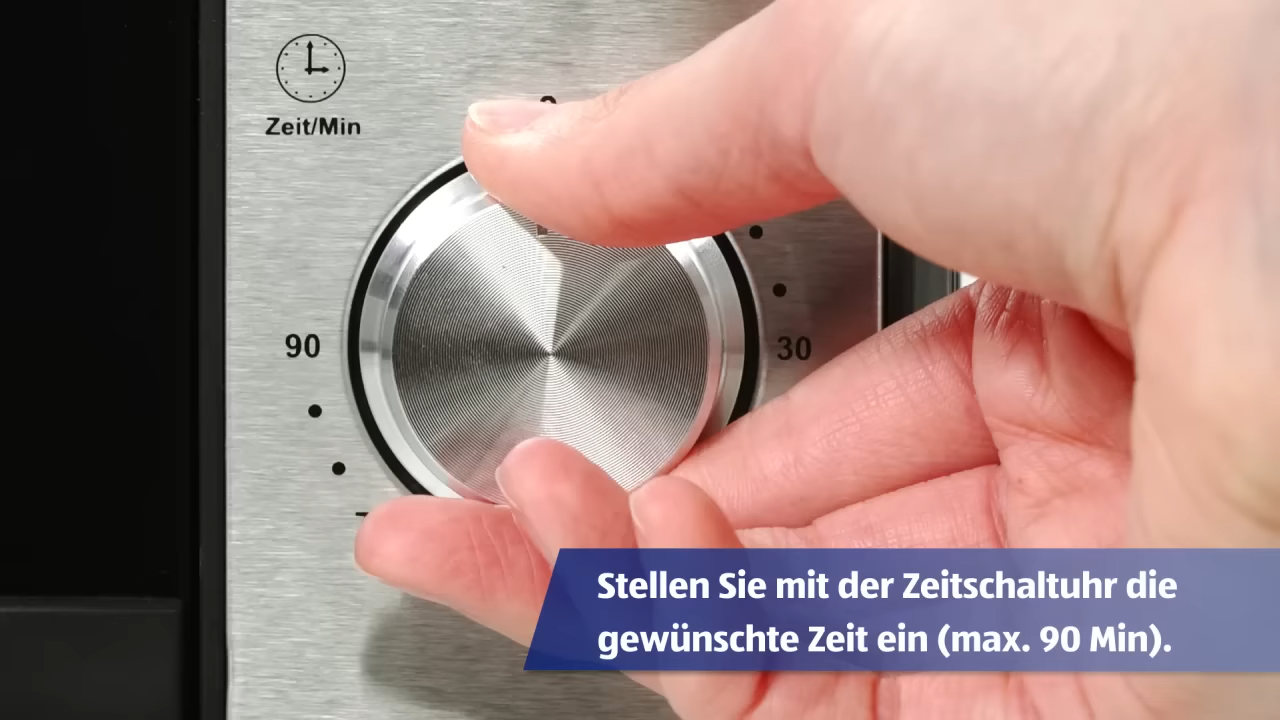 Zeit/Min
90
30
Stellen Sie mit der Zeitschaltuhr die
gewünschte Zeit ein (max. 90 Min).